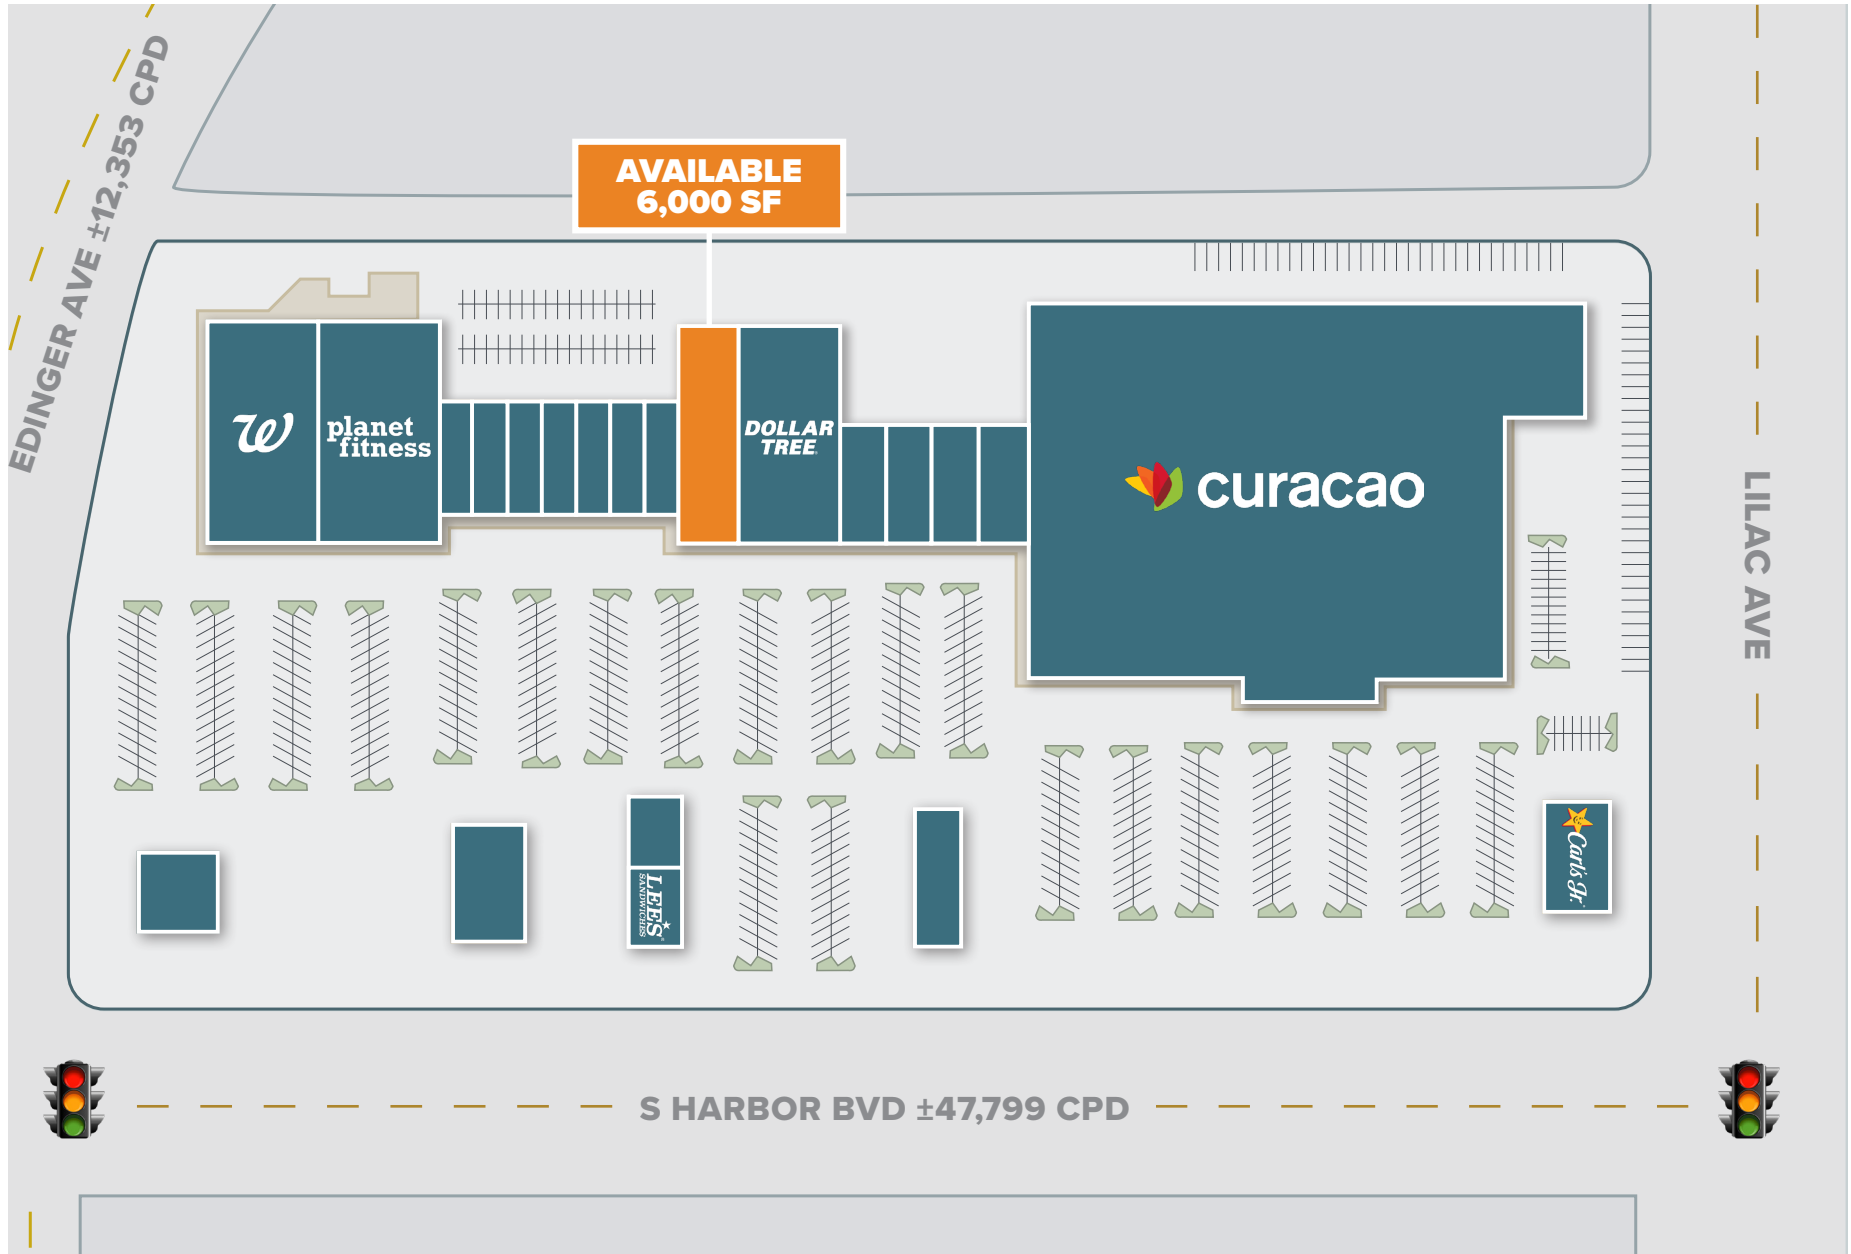 EDINGER AVE ±12,353 CPD
AVAILABLE
6,000 SF
W
planet
fitness
DOLLAR
TREE
curacao
LILAC AVE
LEE'S
SANDWICHES
Carl's Jr.
S HARBOR BVD ±47,799 CPD